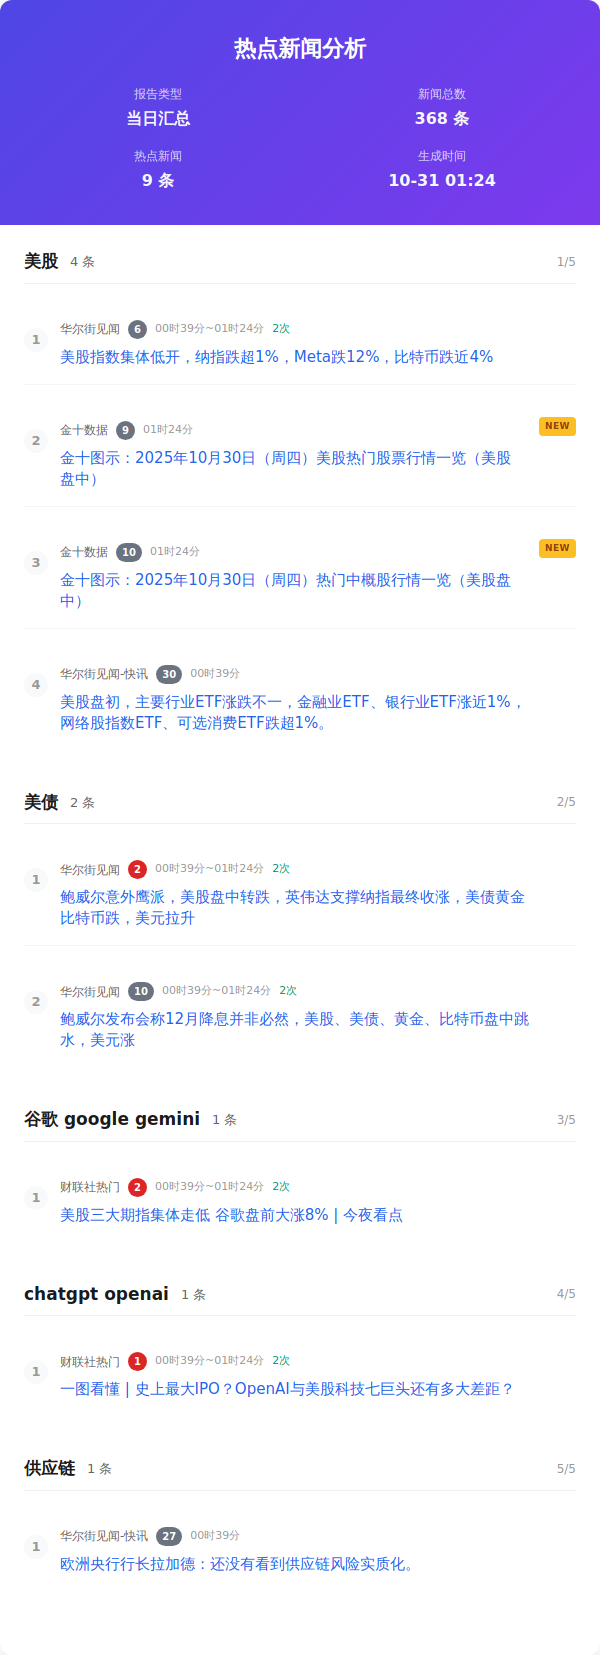 热点新闻分析
报告类型
新闻总数
当日汇总
368 条
热点新闻
生成时间
9 条
10-31 01:24
美股 4 条 1/5
1 华尔街见闻 6 00时39分~01时24分 2次
美股指数集体低开，纳指跌超1%，Meta跌12%，比特币跌近4%
2 金十数据 9 01时24分 NEW
金十图示：2025年10月30日（周四）美股热门股票行情一览（美股
盘中）
3 金十数据 10 01时24分 NEW
金十图示：2025年10月30日（周四）热门中概股行情一览（美股盘
中）
4 华尔街见闻-快讯 30 00时39分
美股盘初，主要行业ETF涨跌不一，金融业ETF、银行业ETF涨近1%，
网络股指数ETF、可选消费ETF跌超1%。
美债 2 条 2/5
1 华尔街见闻 2 00时39分~01时24分 2次
鲍威尔意外鹰派，美股盘中转跌，英伟达支撑纳指最终收涨，美债黄金
比特币跌，美元拉升
2 华尔街见闻 10 00时39分~01时24分 2次
鲍威尔发布会称12月降息并非必然，美股、美债、黄金、比特币盘中跳
水，美元涨
谷歌 google gemini 1 条 3/5
1 财联社热门 2 00时39分~01时24分 2次
美股三大期指集体走低 谷歌盘前大涨8% | 今夜看点
chatgpt openai 1 条 4/5
1 财联社热门 1 00时39分~01时24分 2次
一图看懂 | 史上最大IPO？OpenAI与美股科技七巨头还有多大差距？
供应链 1 条 5/5
1 华尔街见闻-快讯 27 00时39分
欧洲央行行长拉加德：还没有看到供应链风险实质化。